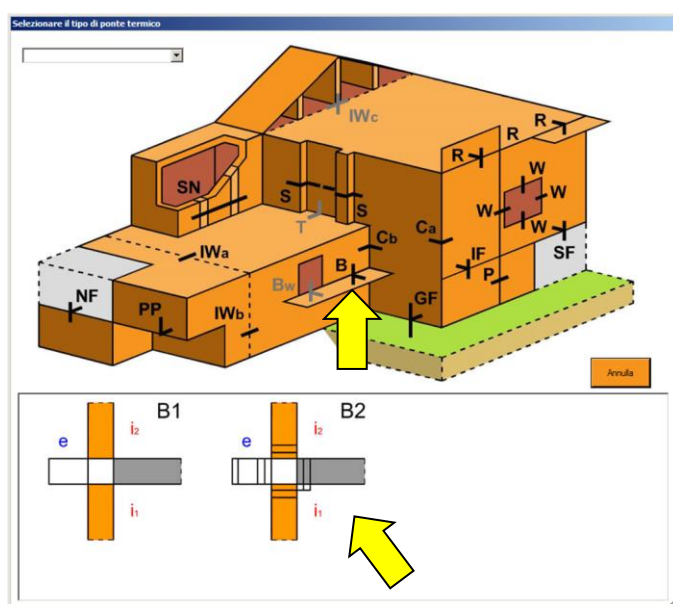 Selezionare il tipo di ponte termico
IWc
R
R
R
SN
W
W
W
W
S
S
T
Ca
Cb
IWa
IF
SF
B
P
Bw
NF
GF
PP
IWb
Annulla
B1
B2
e
i2
e
i2
i1
i1